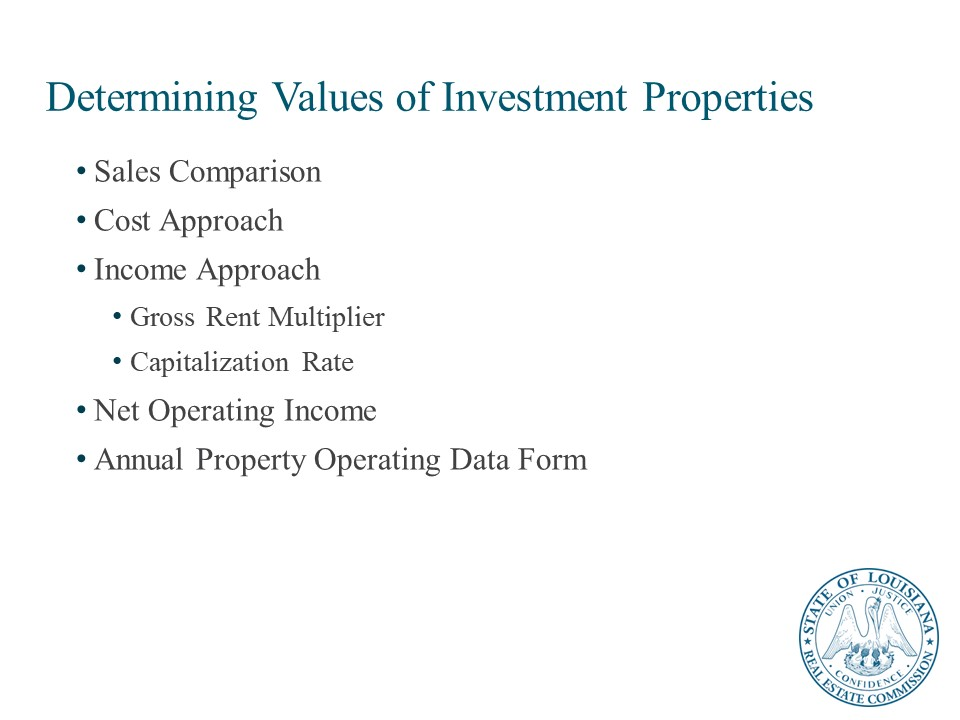 Determining Values of Investment Properties
• Sales Comparison
• Cost Approach
• Income Approach
• Gross Rent Multiplier
• Capitalization Rate
• Net Operating Income
• Annual Property Operating Data Form
STATE OF LOUISIANA
UNION · JUSTICE
· CONFIDENCE ·
REAL ESTATE COMMISSION